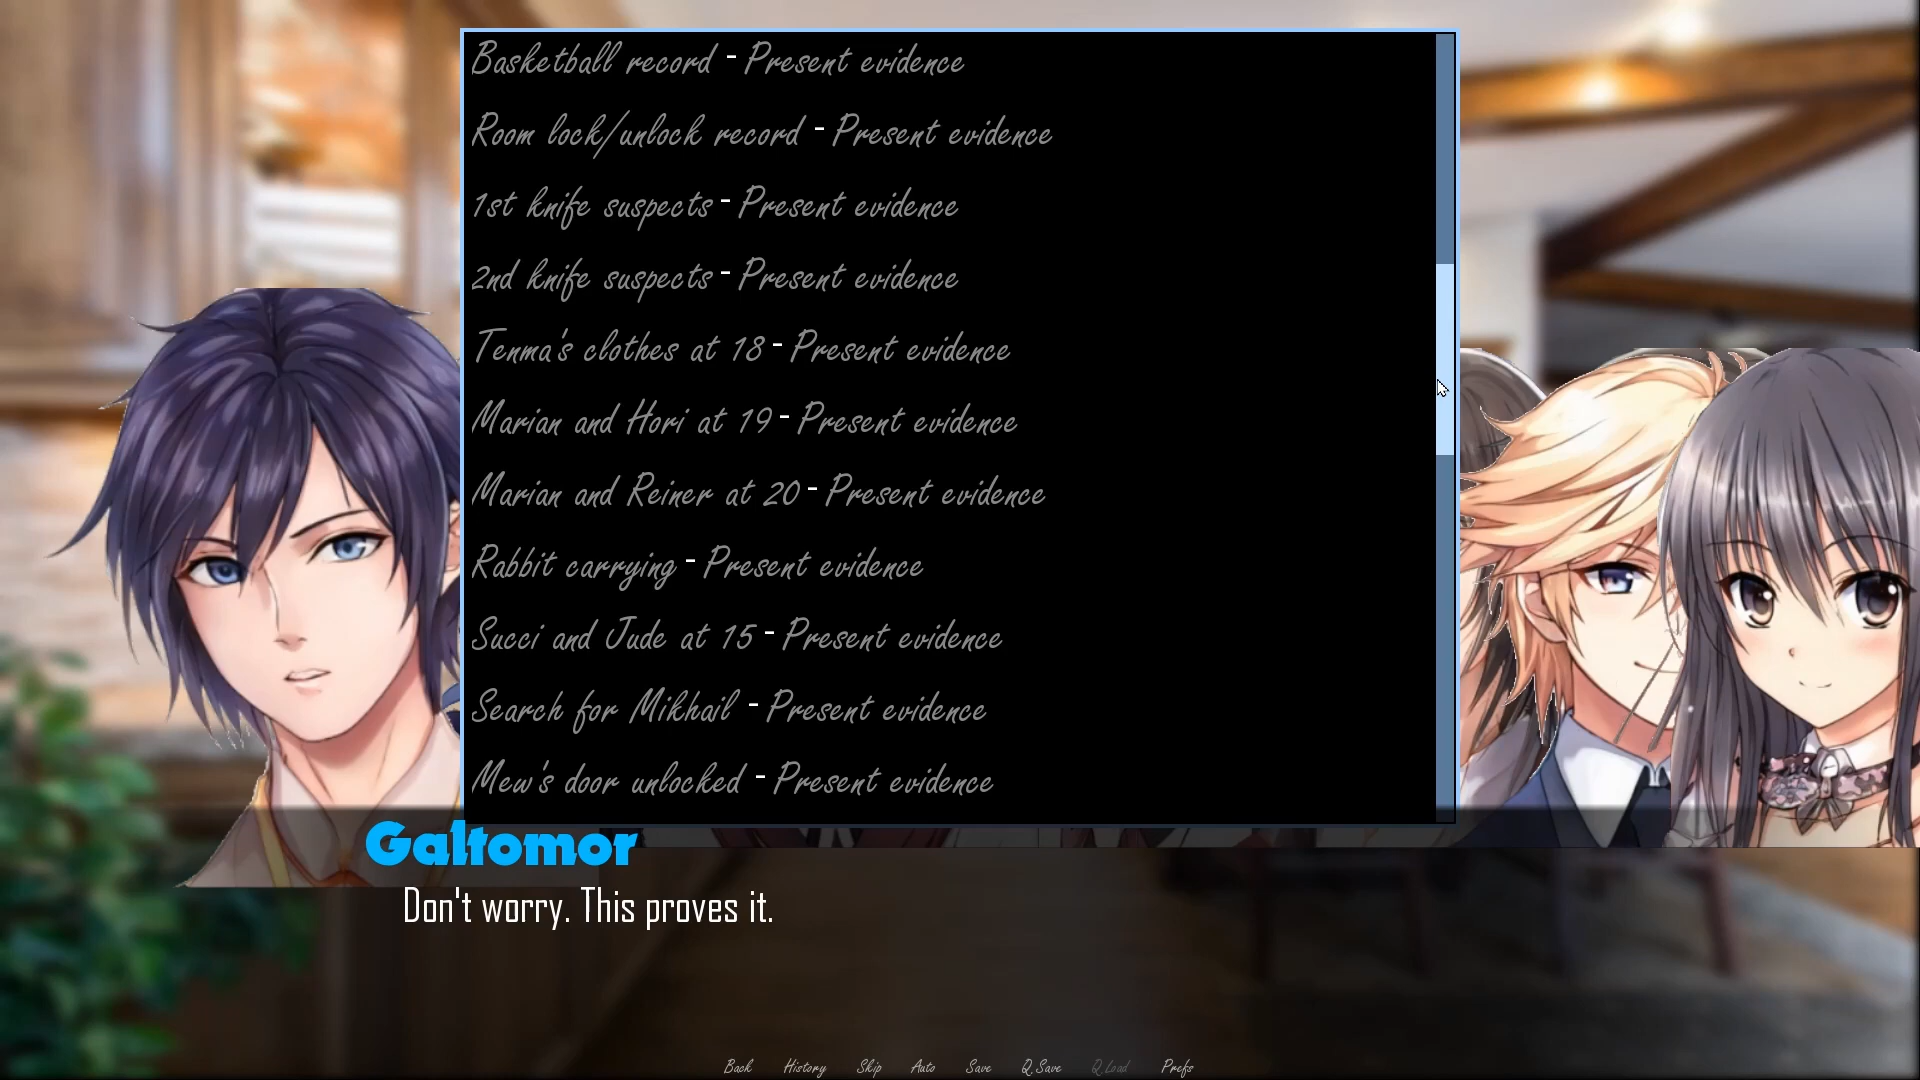 Basketball record - Present evidence
Room lock/unlock record - Present evidence
1st knife suspects - Present evidence
2nd knife suspects - Present evidence
Tenma's clothes at 18 - Present evidence
Marian and Hori at 19 - Present evidence
Marian and Reiner at 20 - Present evidence
Rabbit carrying - Present evidence
Succi and Jude at 15 - Present evidence
Search for Mikhail - Present evidence
Mew's door unlocked - Present evidence
Galtomor
Don't worry. This proves it.
Back History Skip Auto Save Q.Save Q.Load Prefs